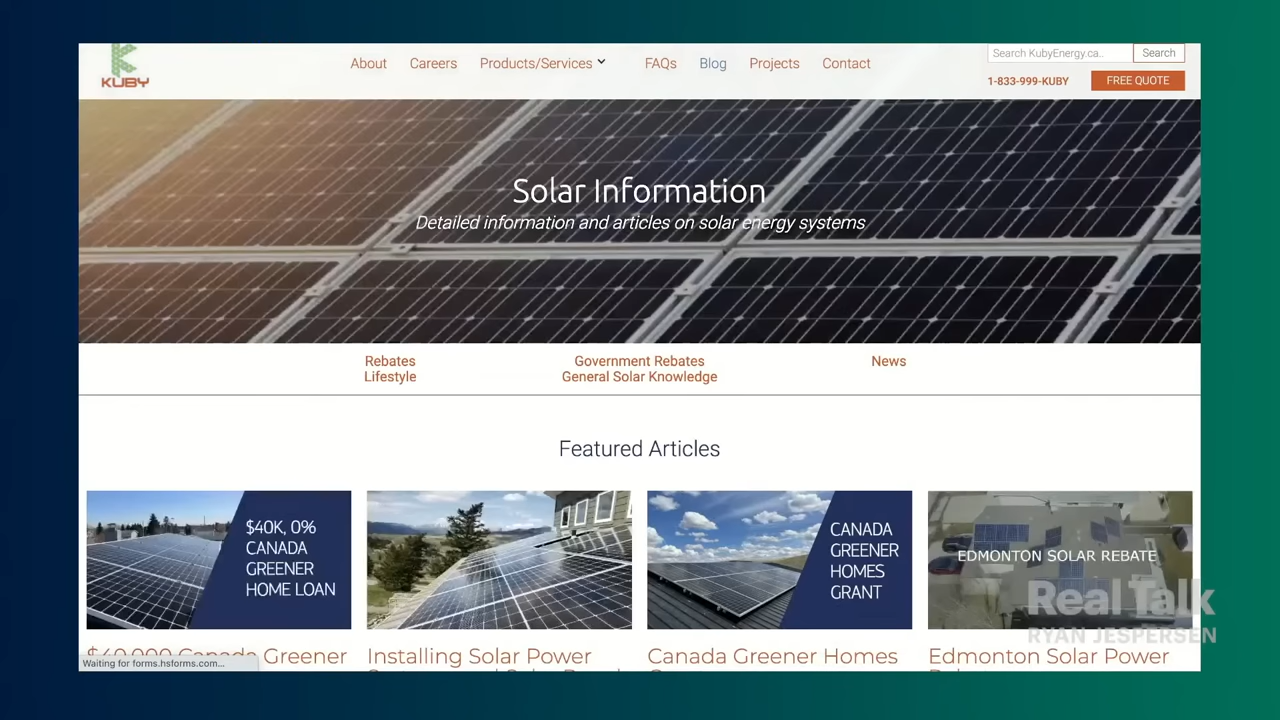 KUBY
About Careers Products/Services FAQs Blog Projects Contact
Search KubyEnergy.ca.. Search
1-833-999-KUBY FREE QUOTE
Solar Information
Detailed information and articles on solar energy systems
Rebates Government Rebates News
Lifestyle General Solar Knowledge
Featured Articles
$40K, 0%
CANADA
GREENER
HOME LOAN
CANADA
GREENER
HOMES
GRANT
EDMONTON SOLAR REBATE
Real Talk
RYAN JESPERSEN
$40,000 Canada Greener
Installing Solar Power
Canada Greener Homes
Edmonton Solar Power
Waiting for forms.hsforms.com...